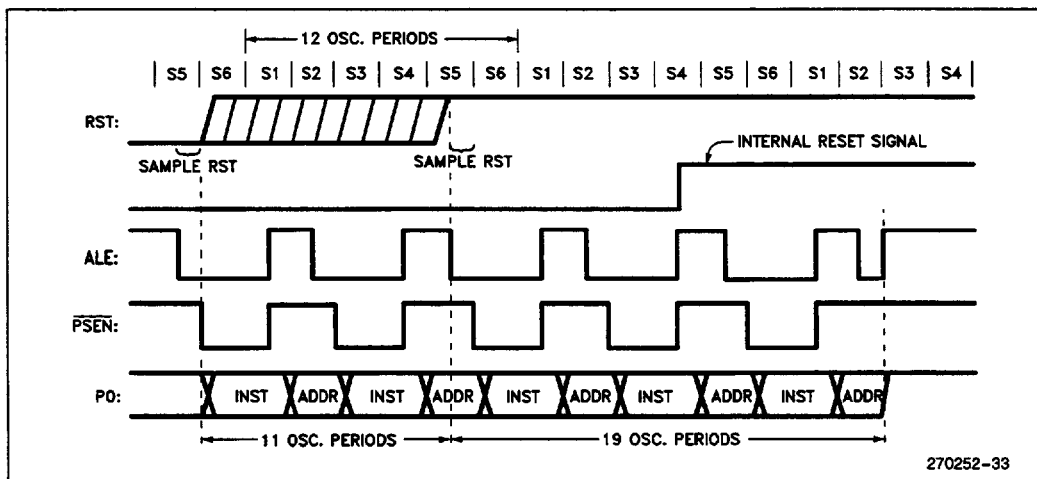 12 OSC. PERIODS
| S5 | S6 | S1 | S2 | S3 | S4 | S5 | S6 | S1 | S2 | S3 | S4 | S5 | S6 | S1 | S2 | S3 | S4 |
RST:
SAMPLE RST
SAMPLE RST
INTERNAL RESET SIGNAL
ALE:
PSEN:
P0: INST ADDR INST ADDR INST ADDR INST ADDR INST ADDR
11 OSC. PERIODS
19 OSC. PERIODS
270252-33